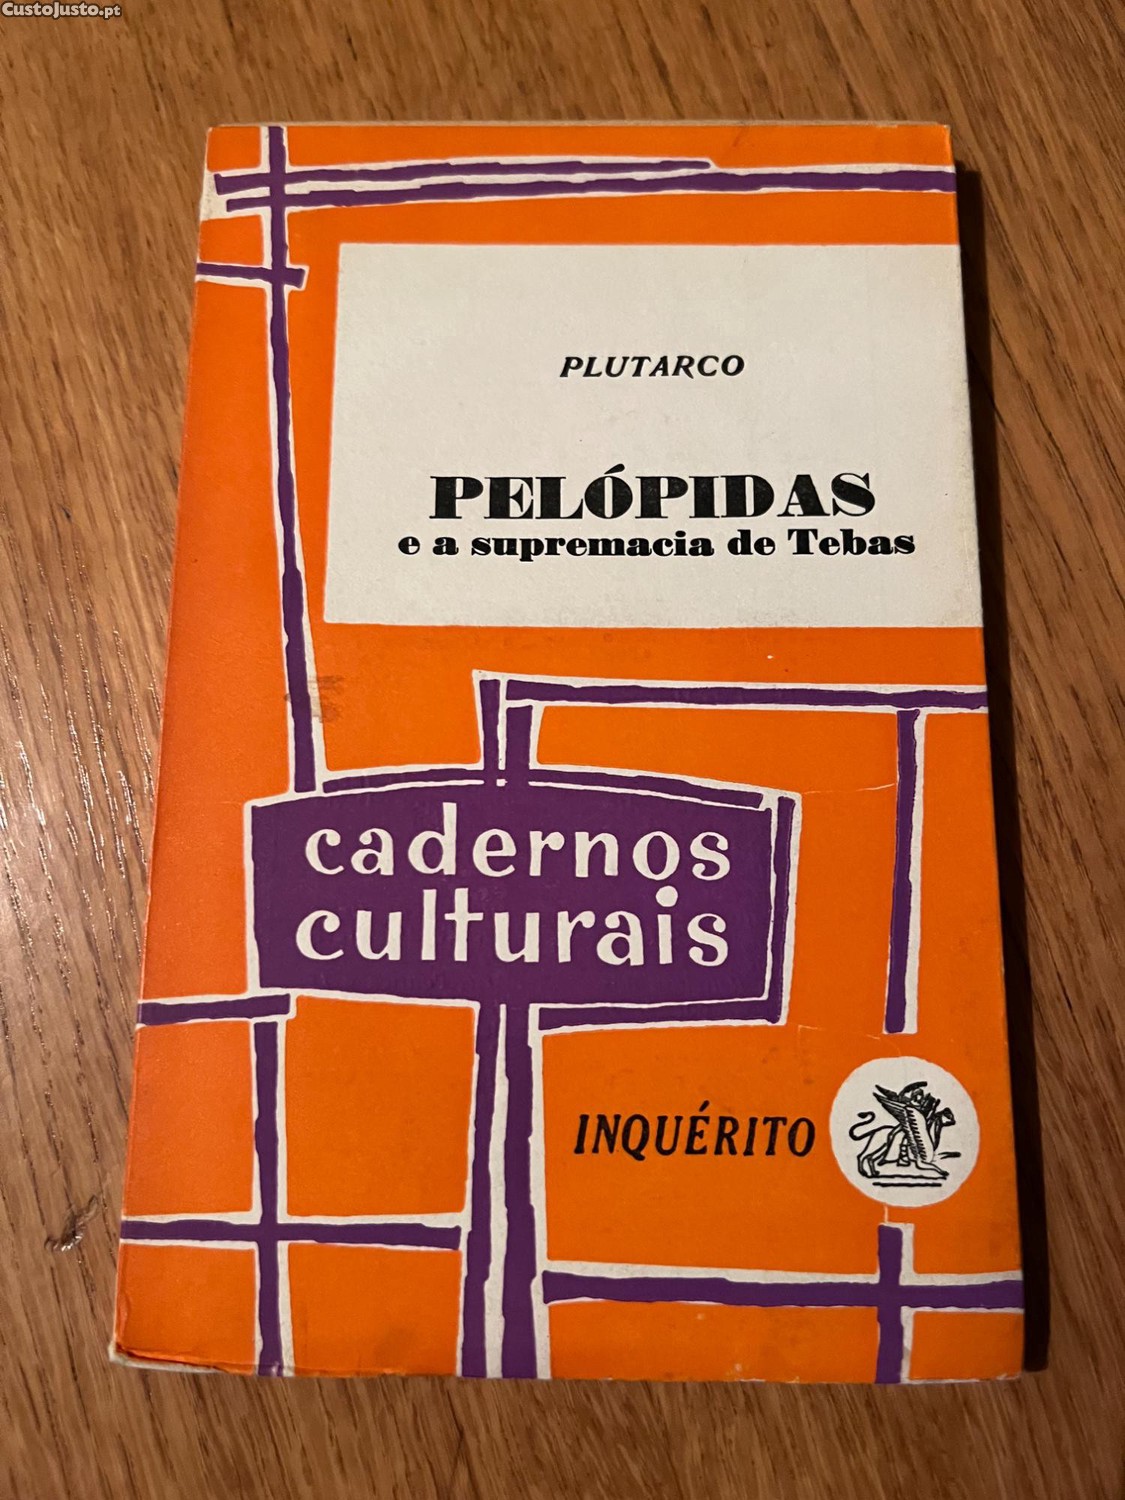 CustoJusto.pt
PLUTARCO
PELÓPIDAS
e a supremacia de Tebas
cadernos
culturais
INQUÉRITO